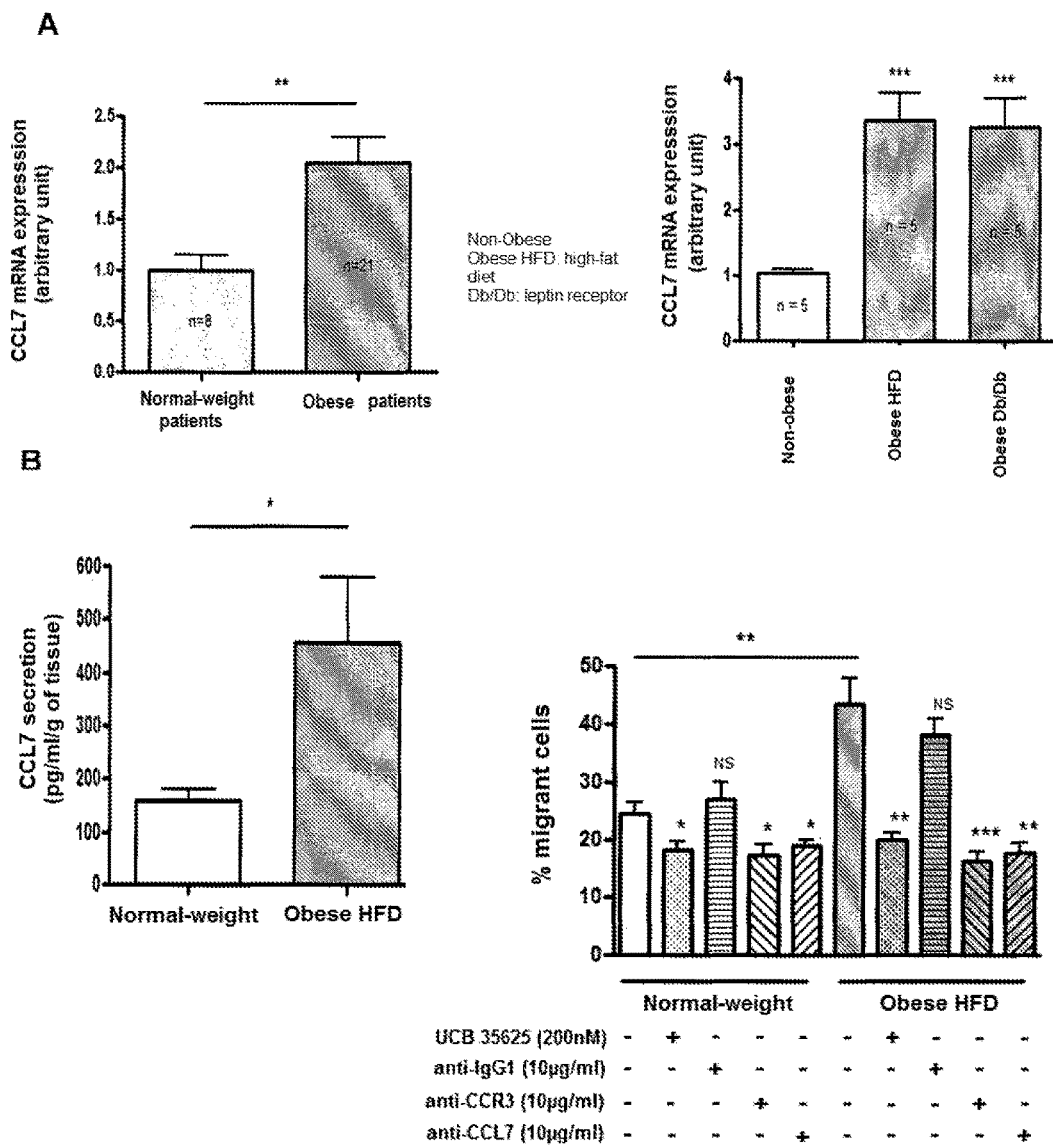 A
**
CCL7 mRNA expresssion
(arbitrary unit)
2.5
2.0
1.5
1.0
0.5
0.0
n=8
n=21
Normal-weight
patients
Obese patients
Non-Obese
Obese HFD: high-fat
diet
Db/Db: leptin receptor
CCL7 mRNA expresssion
(arbitrary unit)
4
3
2
1
0
***
***
n = 5
n = 5
n = 5
Non-obese
Obese HFD
Obese Db/Db
B
*
CCL7 secretion
(pg/ml/g of tissue)
600
500
400
300
200
100
0
Normal-weight
Obese HFD
% migrant cells
50
40
30
20
10
0
**
*
NS
*
*
**
NS
***
**
Normal-weight
Obese HFD
UCB 35625 (200nM) - + - - - - + - - -
anti-IgG1 (10µg/ml) - - + - - - - + - -
anti-CCR3 (10µg/ml) - - - + - - - - + -
anti-CCL7 (10µg/ml) - - - - + - - - - +